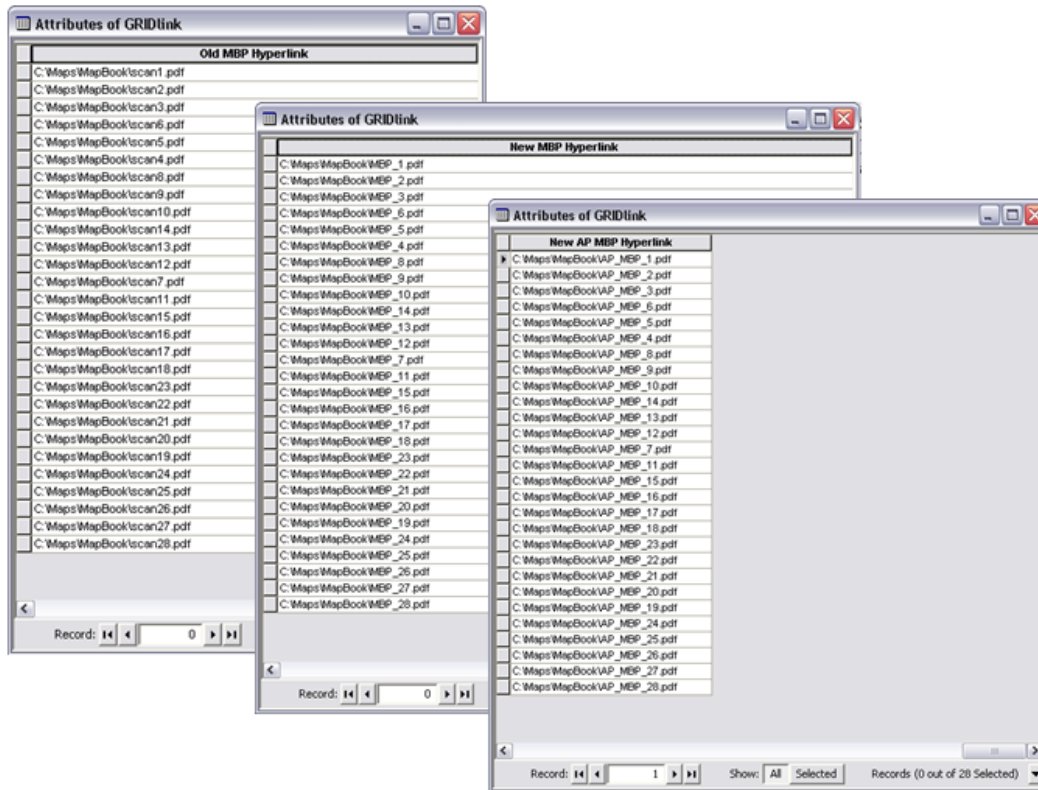 Attributes of GRIDlink
Old MBP Hyperlink
C:\Maps\MapBook\scan1.pdf
C:\Maps\MapBook\scan2.pdf
C:\Maps\MapBook\scan3.pdf
C:\Maps\MapBook\scan6.pdf
C:\Maps\MapBook\scan5.pdf
C:\Maps\MapBook\scan4.pdf
C:\Maps\MapBook\scan8.pdf
C:\Maps\MapBook\scan9.pdf
C:\Maps\MapBook\scan10.pdf
C:\Maps\MapBook\scan14.pdf
C:\Maps\MapBook\scan13.pdf
C:\Maps\MapBook\scan12.pdf
C:\Maps\MapBook\scan7.pdf
C:\Maps\MapBook\scan11.pdf
C:\Maps\MapBook\scan15.pdf
C:\Maps\MapBook\scan16.pdf
C:\Maps\MapBook\scan17.pdf
C:\Maps\MapBook\scan18.pdf
C:\Maps\MapBook\scan23.pdf
C:\Maps\MapBook\scan22.pdf
C:\Maps\MapBook\scan21.pdf
C:\Maps\MapBook\scan20.pdf
C:\Maps\MapBook\scan19.pdf
C:\Maps\MapBook\scan24.pdf
C:\Maps\MapBook\scan25.pdf
C:\Maps\MapBook\scan26.pdf
C:\Maps\MapBook\scan27.pdf
C:\Maps\MapBook\scan28.pdf
Record: 0
Attributes of GRIDlink
New MBP Hyperlink
C:\Maps\MapBook\MBP_1.pdf
C:\Maps\MapBook\MBP_2.pdf
C:\Maps\MapBook\MBP_3.pdf
C:\Maps\MapBook\MBP_6.pdf
C:\Maps\MapBook\MBP_5.pdf
C:\Maps\MapBook\MBP_4.pdf
C:\Maps\MapBook\MBP_8.pdf
C:\Maps\MapBook\MBP_9.pdf
C:\Maps\MapBook\MBP_10.pdf
C:\Maps\MapBook\MBP_14.pdf
C:\Maps\MapBook\MBP_13.pdf
C:\Maps\MapBook\MBP_12.pdf
C:\Maps\MapBook\MBP_7.pdf
C:\Maps\MapBook\MBP_11.pdf
C:\Maps\MapBook\MBP_15.pdf
C:\Maps\MapBook\MBP_16.pdf
C:\Maps\MapBook\MBP_17.pdf
C:\Maps\MapBook\MBP_18.pdf
C:\Maps\MapBook\MBP_23.pdf
C:\Maps\MapBook\MBP_22.pdf
C:\Maps\MapBook\MBP_21.pdf
C:\Maps\MapBook\MBP_20.pdf
C:\Maps\MapBook\MBP_19.pdf
C:\Maps\MapBook\MBP_24.pdf
C:\Maps\MapBook\MBP_25.pdf
C:\Maps\MapBook\MBP_26.pdf
C:\Maps\MapBook\MBP_27.pdf
C:\Maps\MapBook\MBP_28.pdf
Record: 0
Attributes of GRIDlink
New AP MBP Hyperlink
C:\Maps\MapBook\AP_MBP_1.pdf
C:\Maps\MapBook\AP_MBP_2.pdf
C:\Maps\MapBook\AP_MBP_3.pdf
C:\Maps\MapBook\AP_MBP_6.pdf
C:\Maps\MapBook\AP_MBP_5.pdf
C:\Maps\MapBook\AP_MBP_4.pdf
C:\Maps\MapBook\AP_MBP_8.pdf
C:\Maps\MapBook\AP_MBP_9.pdf
C:\Maps\MapBook\AP_MBP_10.pdf
C:\Maps\MapBook\AP_MBP_14.pdf
C:\Maps\MapBook\AP_MBP_13.pdf
C:\Maps\MapBook\AP_MBP_12.pdf
C:\Maps\MapBook\AP_MBP_7.pdf
C:\Maps\MapBook\AP_MBP_11.pdf
C:\Maps\MapBook\AP_MBP_15.pdf
C:\Maps\MapBook\AP_MBP_16.pdf
C:\Maps\MapBook\AP_MBP_17.pdf
C:\Maps\MapBook\AP_MBP_18.pdf
C:\Maps\MapBook\AP_MBP_23.pdf
C:\Maps\MapBook\AP_MBP_22.pdf
C:\Maps\MapBook\AP_MBP_21.pdf
C:\Maps\MapBook\AP_MBP_20.pdf
C:\Maps\MapBook\AP_MBP_19.pdf
C:\Maps\MapBook\AP_MBP_24.pdf
C:\Maps\MapBook\AP_MBP_25.pdf
C:\Maps\MapBook\AP_MBP_26.pdf
C:\Maps\MapBook\AP_MBP_27.pdf
C:\Maps\MapBook\AP_MBP_28.pdf
Record: 1 Show: All Selected Records (0 out of 28 Selected)